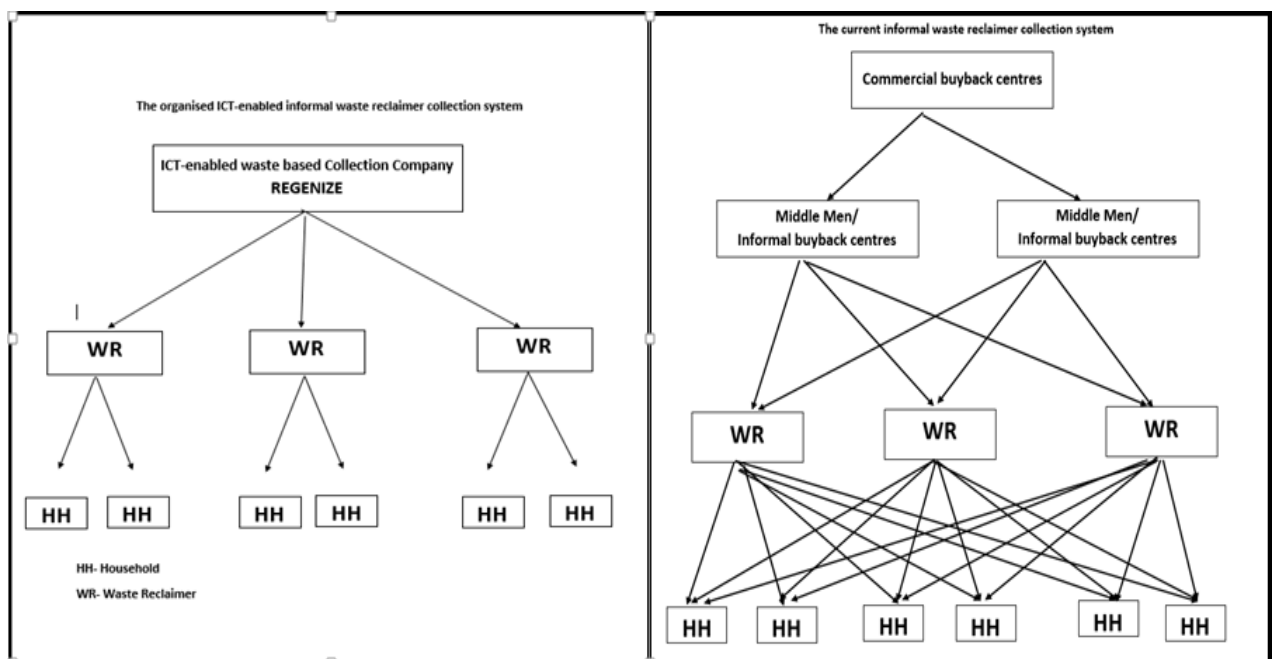 The organised ICT-enabled informal waste reclaimer collection system
ICT-enabled waste based Collection Company
REGENIZE
WR
WR
WR
HH
HH
HH
HH
HH
HH
HH- Household
WR- Waste Reclaimer
The current informal waste reclaimer collection system
Commercial buyback centres
Middle Men/
Informal buyback centres
Middle Men/
Informal buyback centres
WR
WR
WR
HH
HH
HH
HH
HH
HH